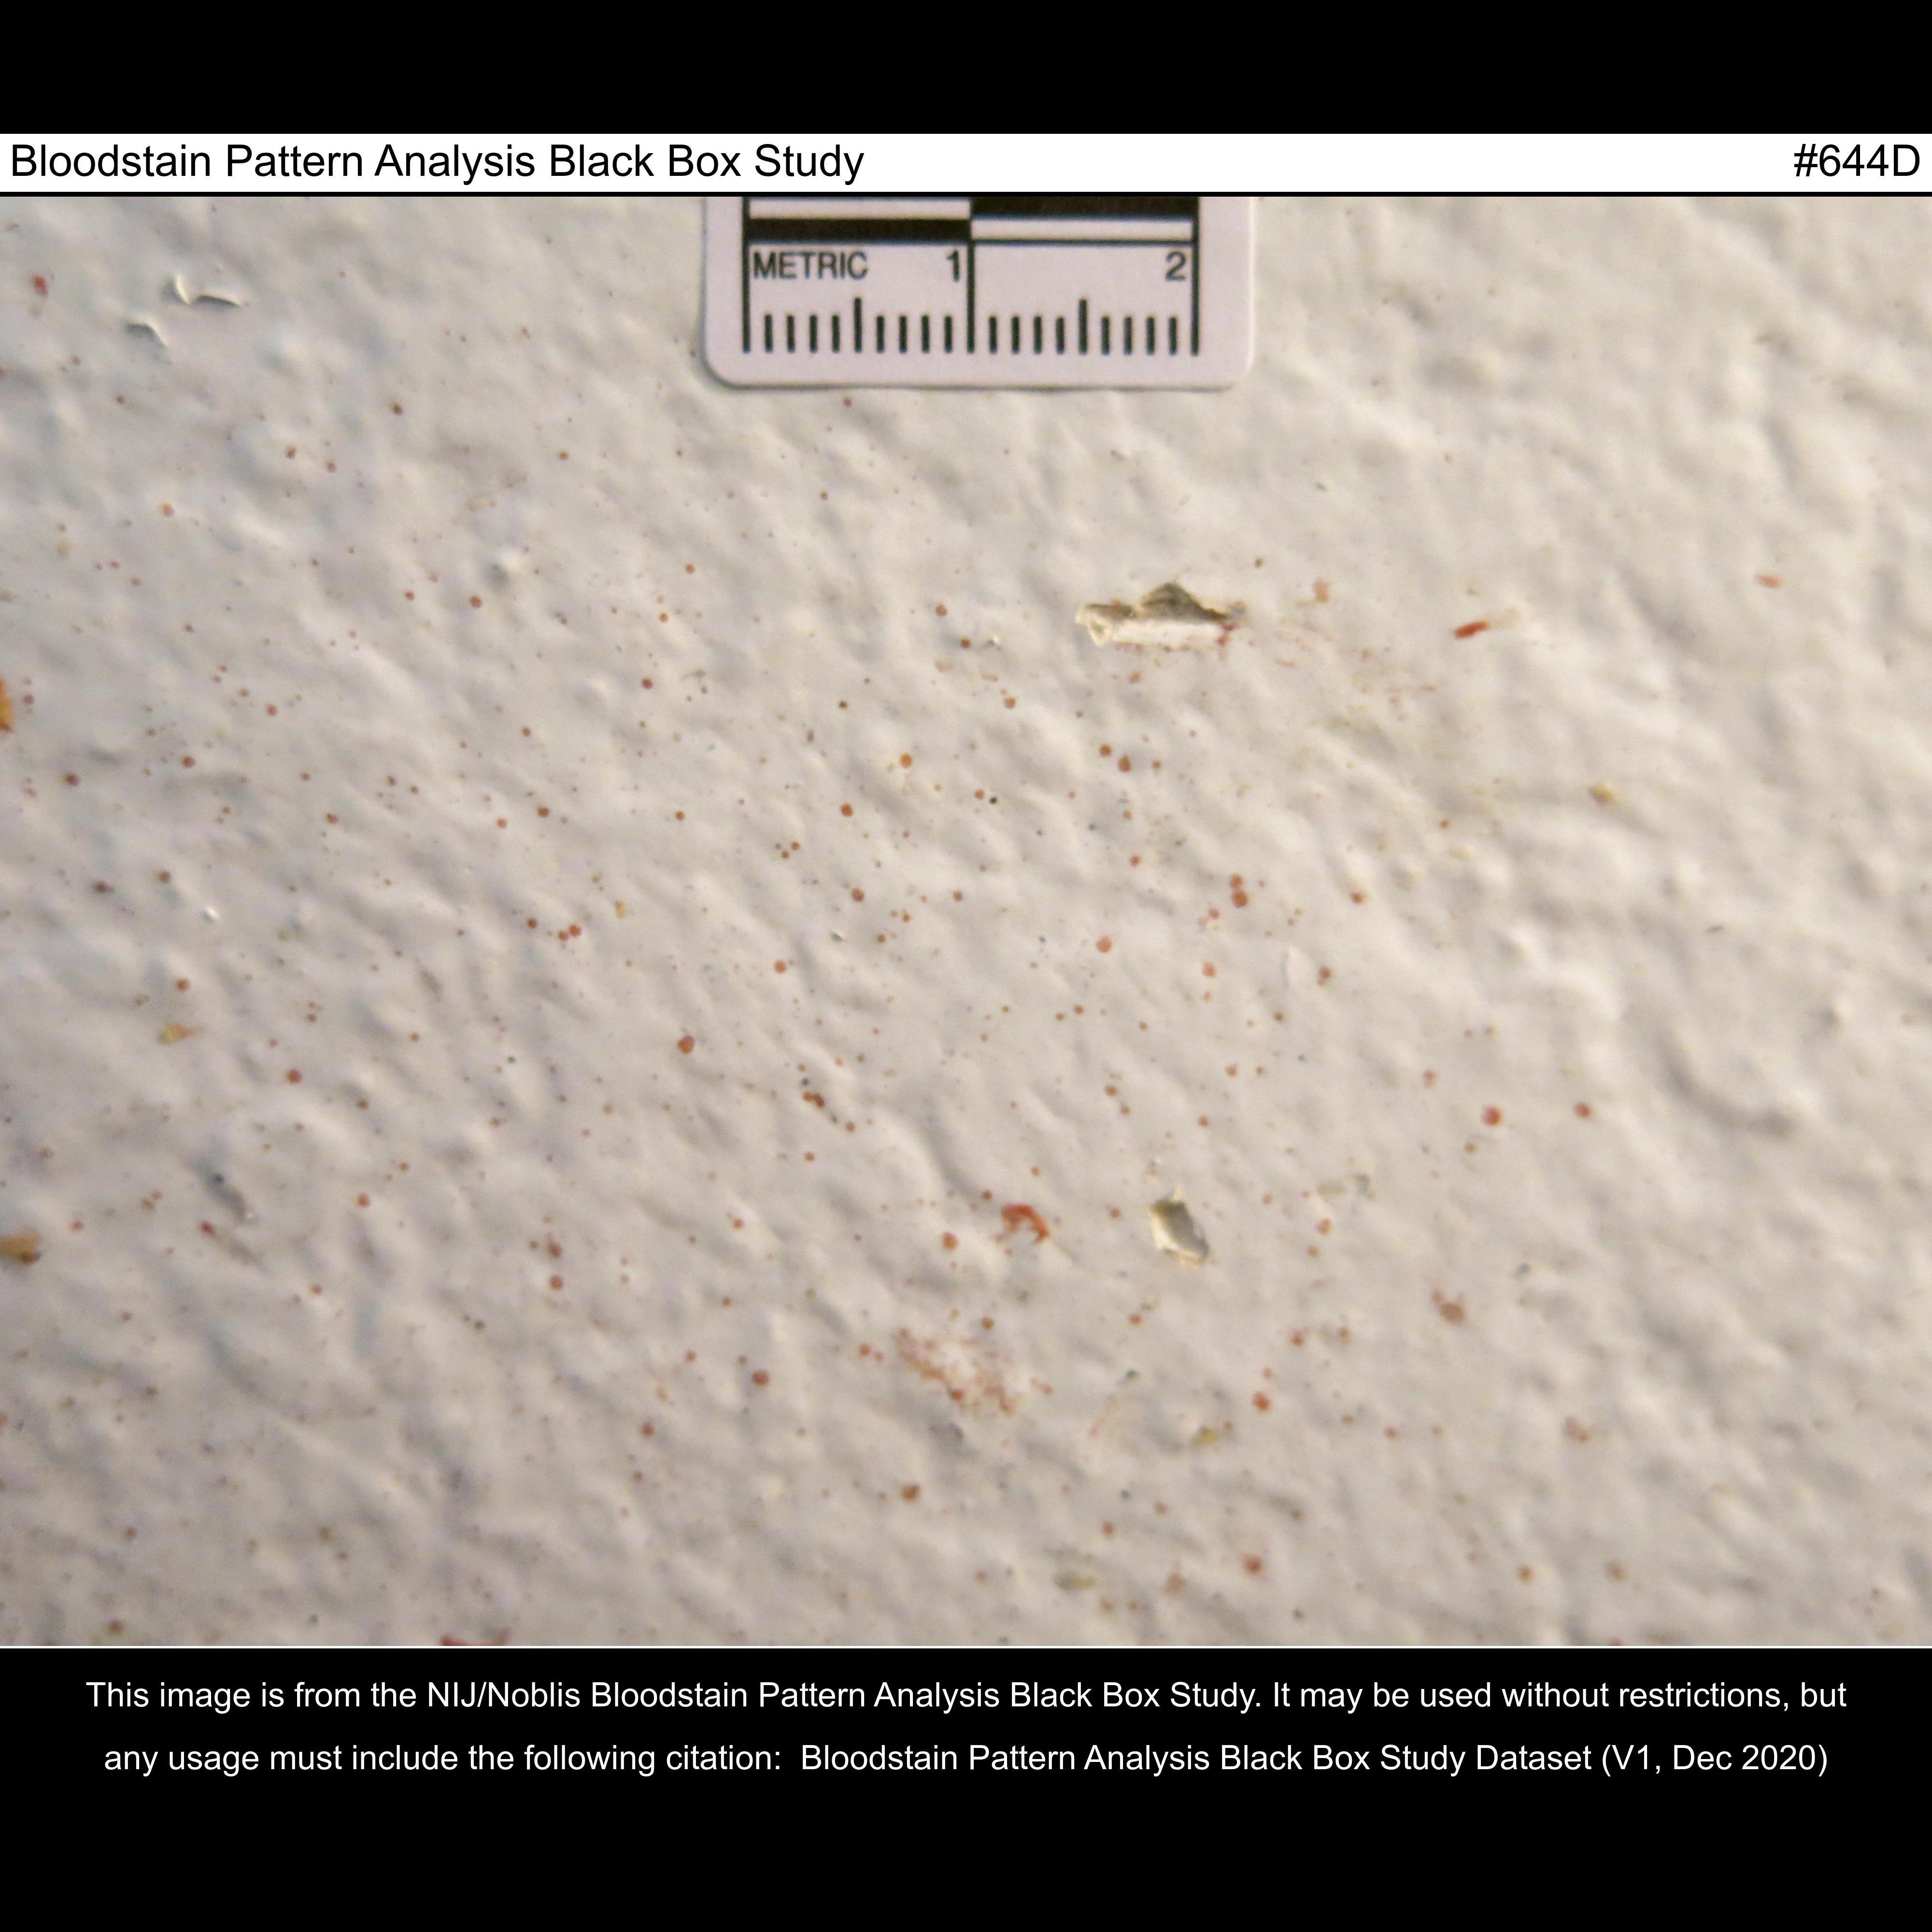 Bloodstain Pattern Analysis Black Box Study #644D
METRIC 1 2
This image is from the NIJ/Noblis Bloodstain Pattern Analysis Black Box Study. It may be used without restrictions, but
any usage must include the following citation: Bloodstain Pattern Analysis Black Box Study Dataset (V1, Dec 2020)